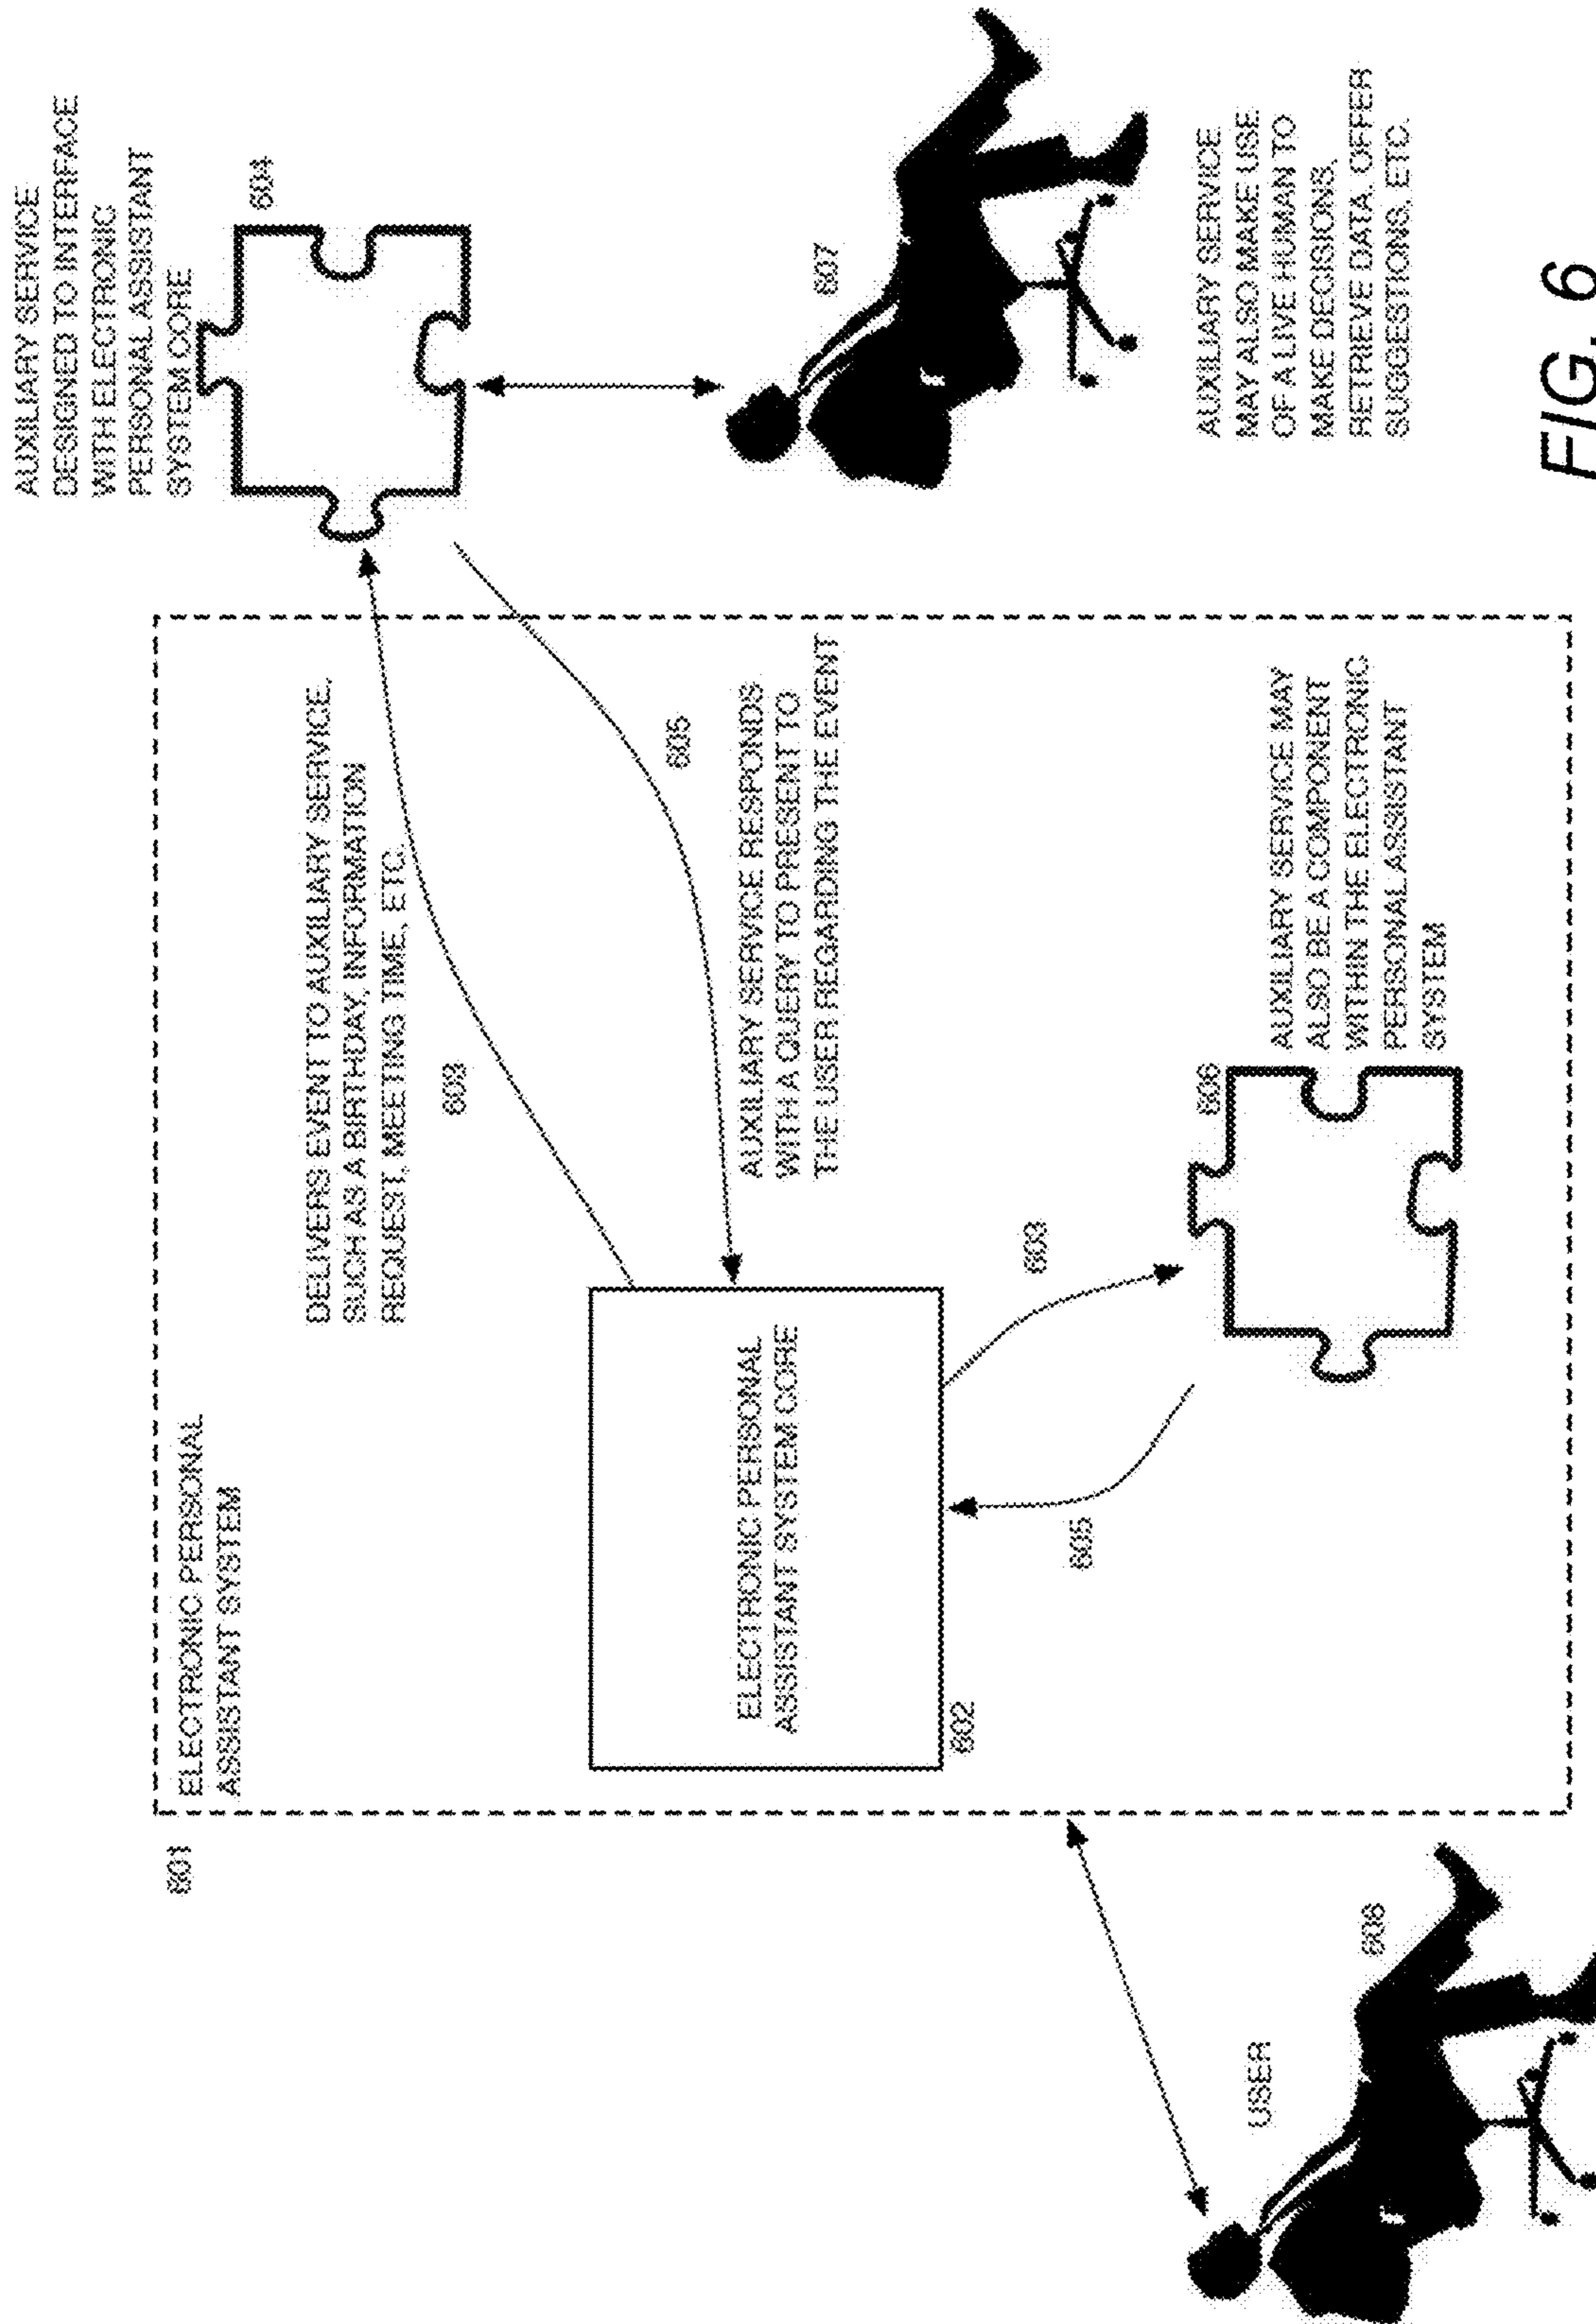 601
ELECTRONIC PERSONAL
ASSISTANT SYSTEM
DELIVERS EVENT TO AUXILIARY SERVICE,
SUCH AS A BIRTHDAY, INFORMATION
REQUEST, MEETING TIME, ETC.
603
AUXILIARY SERVICE
DESIGNED TO INTERFACE
WITH ELECTRONIC
PERSONAL ASSISTANT
SYSTEM CORE
604
605
AUXILIARY SERVICE RESPONDS
WITH A QUERY TO PRESENT TO
THE USER REGARDING THE EVENT
ELECTRONIC PERSONAL
ASSISTANT SYSTEM CORE
602
603
605
606
AUXILIARY SERVICE MAY
ALSO BE A COMPONENT
WITHIN THE ELECTRONIC
PERSONAL ASSISTANT
SYSTEM
607
AUXILIARY SERVICE
MAY ALSO MAKE USE
OF A LIVE HUMAN TO
MAKE DECISIONS,
RETRIEVE DATA, OFFER
SUGGESTIONS, ETC.
USER
608
FIG. 6